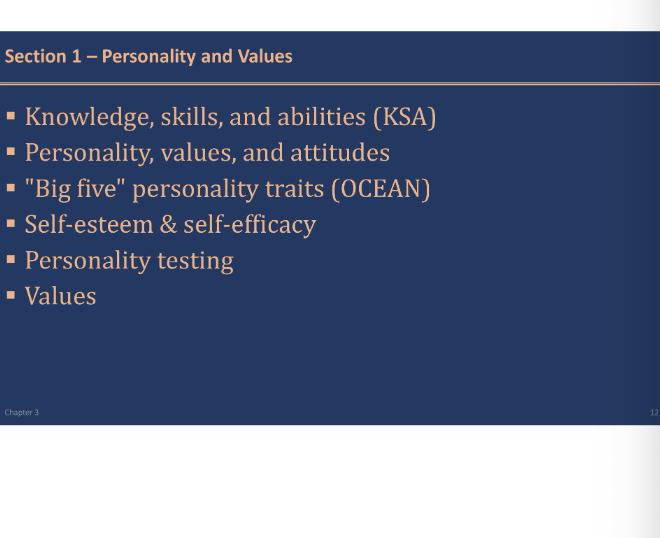 Section 1 – Personality and Values
▪ Knowledge, skills, and abilities (KSA)
▪ Personality, values, and attitudes
▪ "Big five" personality traits (OCEAN)
▪ Self-esteem & self-efficacy
▪ Personality testing
▪ Values
Chapter 3
12